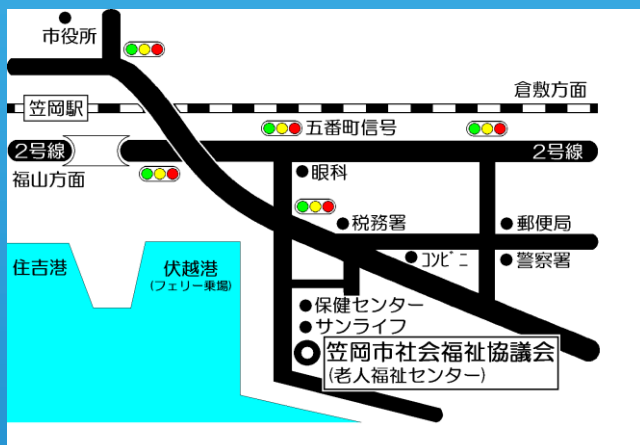 市役所
倉敷方面
笠岡駅
五番町信号
2号線
2号線
福山方面
眼科
税務署
郵便局
住吉港
伏越港
(フェリー乗場)
コンビニ
警察署
保健センター
サンライフ
笠岡市社会福祉協議会
(老人福祉センター)